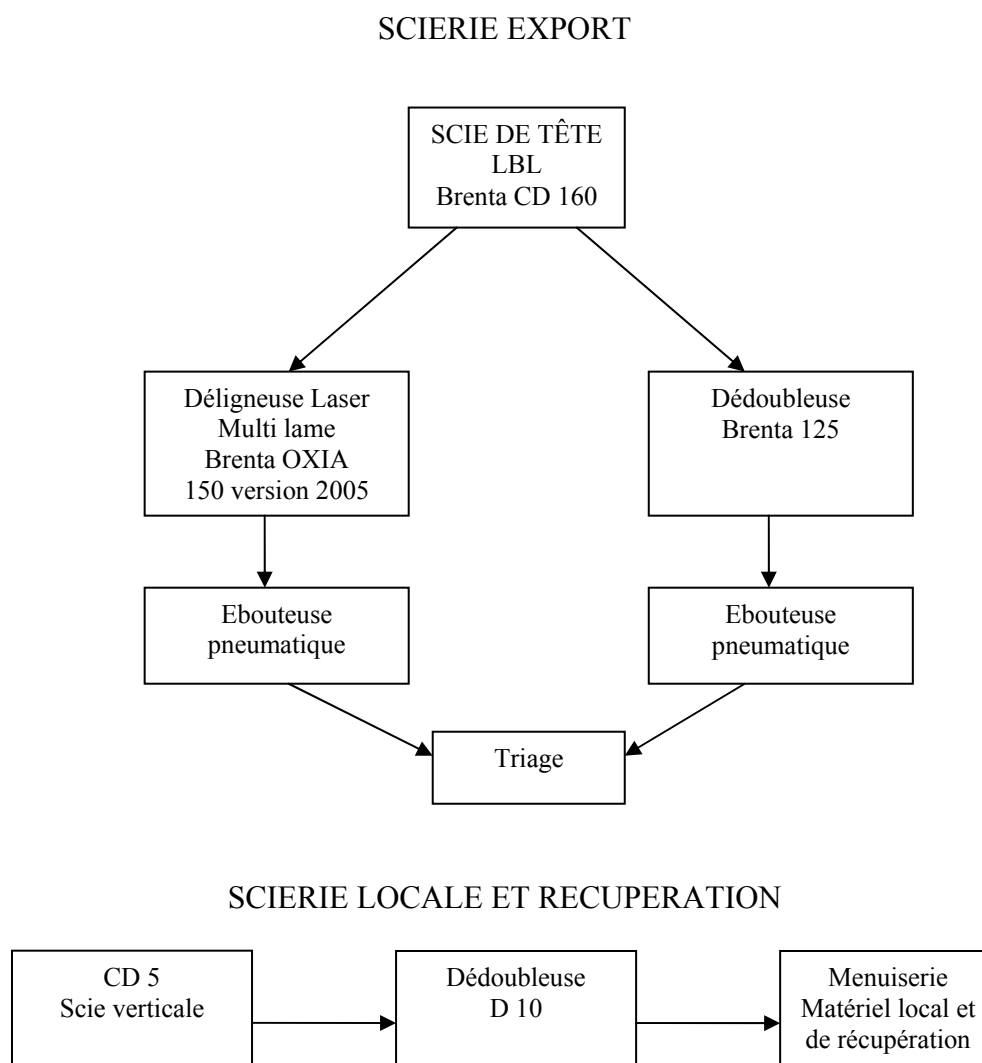 SCIERIE EXPORT
SCIE DE TÊTE
LBL
Brenta CD 160
Déligneuse Laser
Multi lame
Brenta OXIA
150 version 2005
Dédoubleuse
Brenta 125
Ebouteuse
pneumatique
Ebouteuse
pneumatique
Triage
SCIERIE LOCALE ET RECUPERATION
CD 5
Scie verticale
Dédoubleuse
D 10
Menuiserie
Matériel local et
de récupération